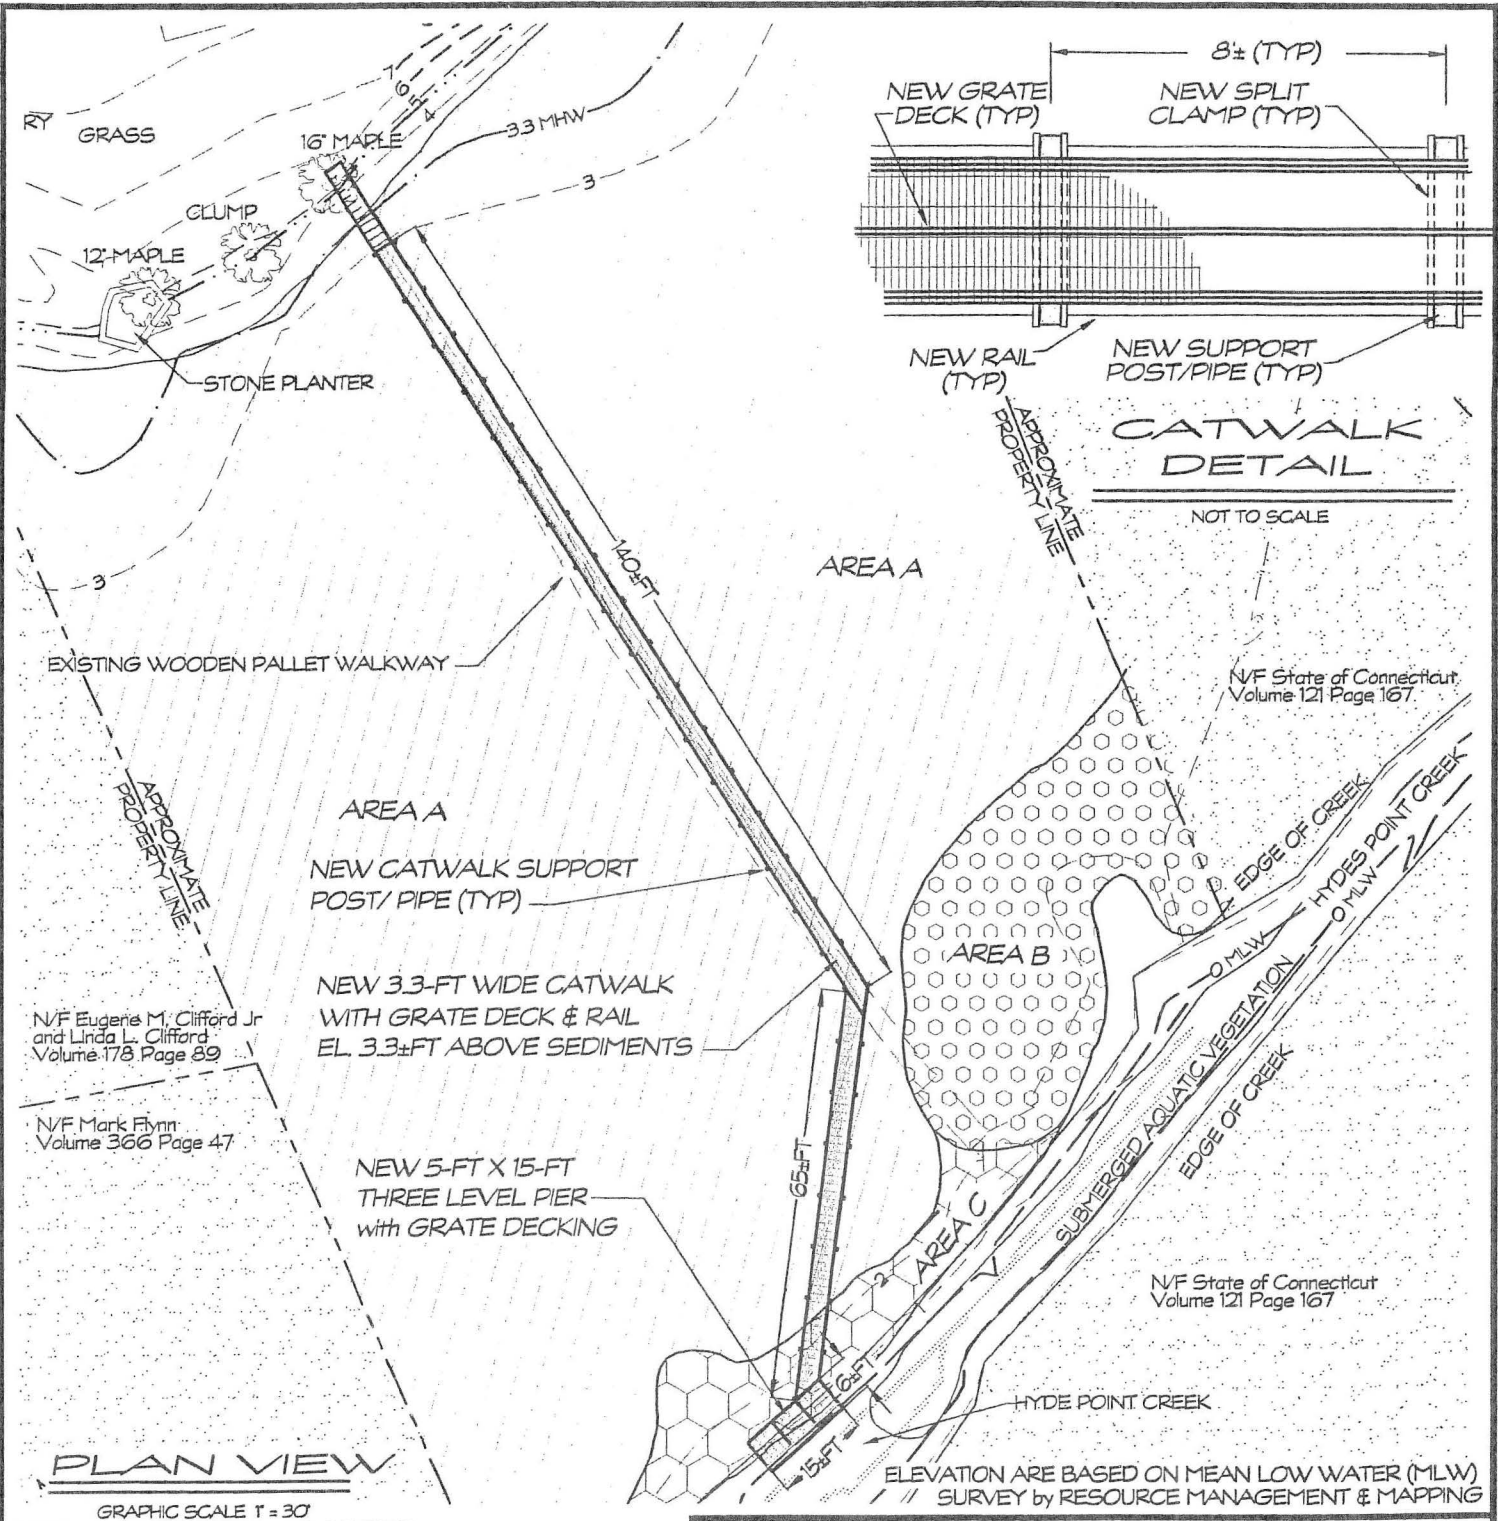 8'± (TYP)
NEW GRATE
DECK (TYP)
NEW SPLIT
CLAMP (TYP)
RY
GRASS
16" MAPLE
7
6
5
4
3.3 MHW
3
CLUMP
12" MAPLE
STONE PLANTER
NEW RAIL
(TYP)
NEW SUPPORT
POST/PIPE (TYP)
CATWALK
DETAIL
NOT TO SCALE
APPROXIMATE
PROPERTY LINE
140±FT
AREA A
3
EXISTING WOODEN PALLET WALKWAY
N/F State of Connecticut
Volume 121 Page 167
APPROXIMATE
PROPERTY LINE
AREA A
NEW CATWALK SUPPORT
POST/ PIPE (TYP)
EDGE OF CREEK
HYDES POINT CREEK
0 MLW
0 MLW
AREA B
NEW 3.3-FT WIDE CATWALK
WITH GRATE DECK & RAIL
EL. 3.3±FT ABOVE SEDIMENTS
N/F Eugene M. Clifford Jr
and Linda L. Clifford
Volume 178 Page 89
N/F Mark Flynn
Volume 366 Page 47
SUBMERGED AQUATIC VEGETATION
EDGE OF CREEK
65±FT
NEW 5-FT X 15-FT
THREE LEVEL PIER
with GRATE DECKING
AREA C
2
N/F State of Connecticut
Volume 121 Page 167
6±FT
15±FT
HYDE POINT CREEK
PLAN VIEW
GRAPHIC SCALE 1" = 30'
ELEVATION ARE BASED ON MEAN LOW WATER (MLW)
SURVEY by RESOURCE MANAGEMENT & MAPPING